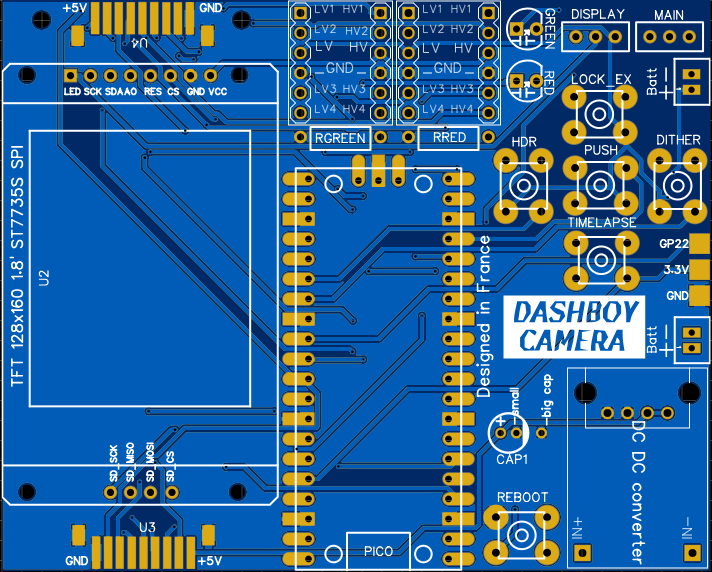 +5V
GND
U4
LV1 HV1
LV2 HV2
LV HV
GND
LV3 HV3
LV4 HV4
LV1 HV1
LV2 HV2
LV HV
GND
LV3 HV3
LV4 HV4
GREEN
RED
DISPLAY
MAIN
Batt
+
-
LED SCK SDA AO RES CS GND VCC
RGREEN
RRED
LOCK_EX
HDR
PUSH
DITHER
TIMELAPSE
GP22
3.3V
GND
TFT 128x160 1.8' ST7735S SPI
U2
Designed in France
DASHBOY
CAMERA
Batt
+
-
+
-small
-big cap
CAP1
SD_SCK
SD_MISO
SD_MOSI
SD_CS
U3
GND
+5V
PICO
REBOOT
DC DC converter
IN+
IN-